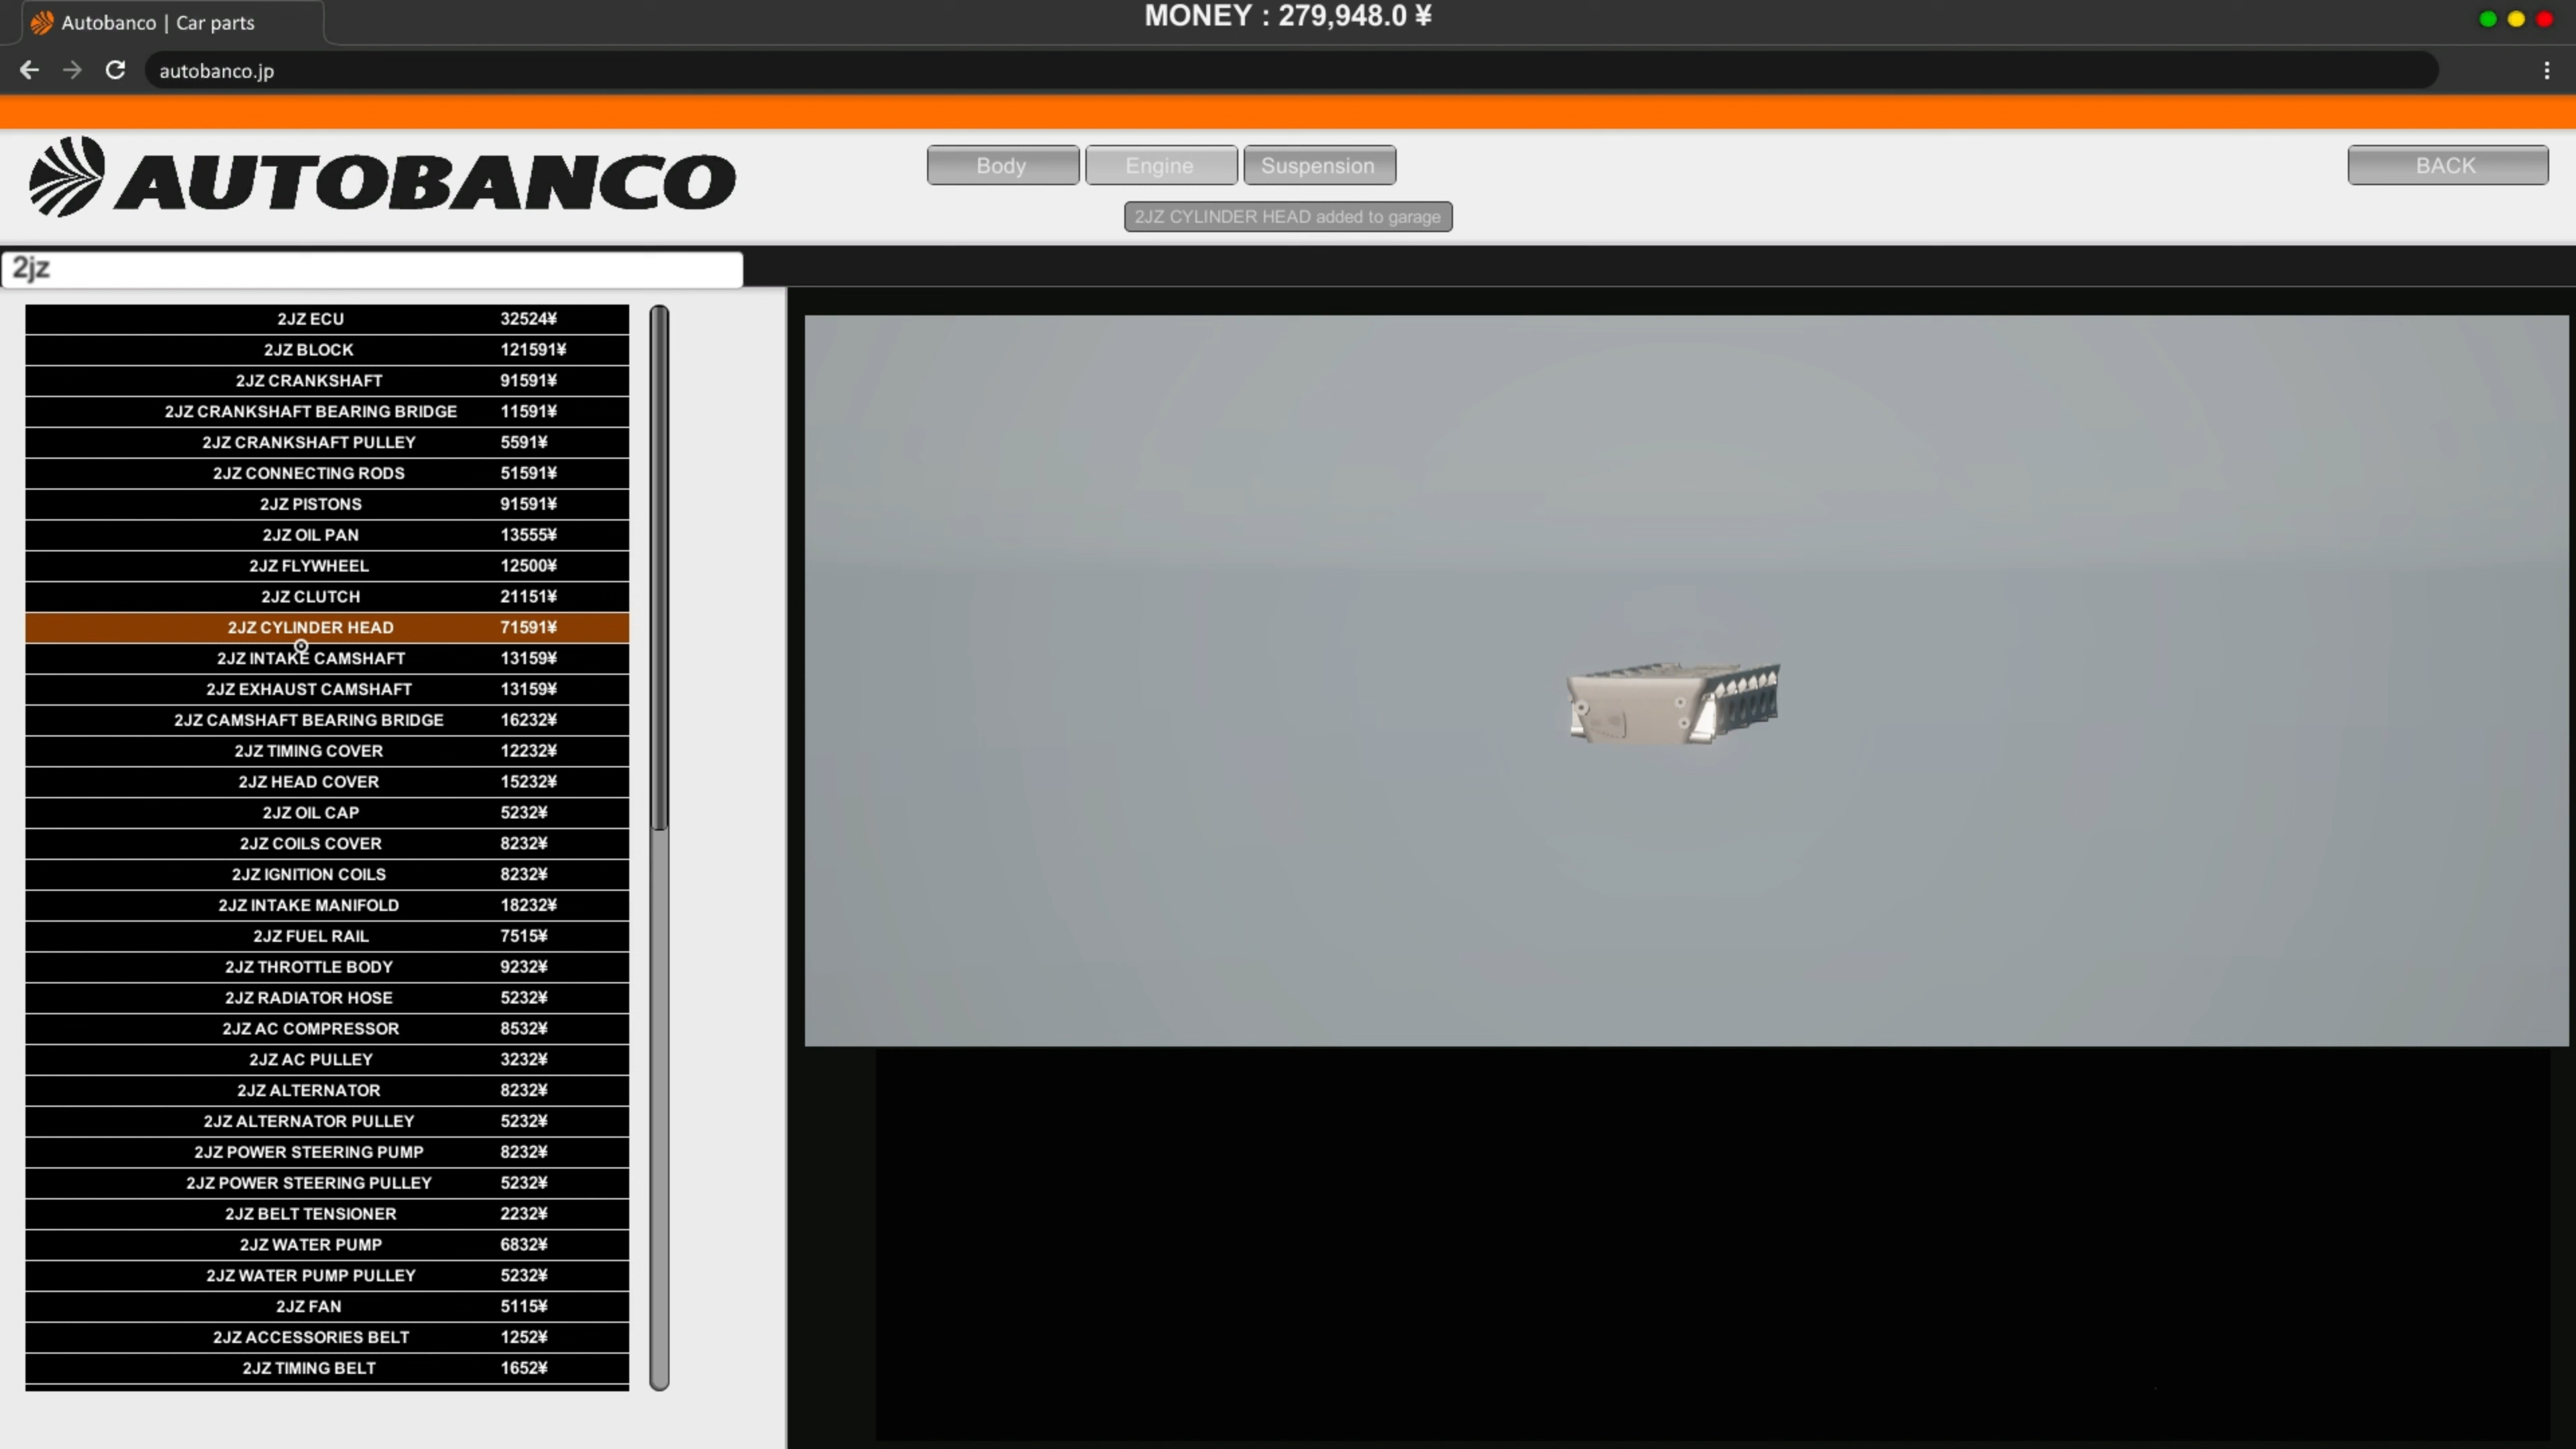 Autobanco | Car parts
MONEY : 279,948.0 ¥
autobanco.jp
AUTOBANCO
Body
Engine
Suspension
BACK
2JZ CYLINDER HEAD added to garage
2jz
2JZ ECU 32524¥
2JZ BLOCK 121591¥
2JZ CRANKSHAFT 91591¥
2JZ CRANKSHAFT BEARING BRIDGE 11591¥
2JZ CRANKSHAFT PULLEY 5591¥
2JZ CONNECTING RODS 51591¥
2JZ PISTONS 91591¥
2JZ OIL PAN 13555¥
2JZ FLYWHEEL 12500¥
2JZ CLUTCH 21151¥
2JZ CYLINDER HEAD 71591¥
2JZ INTAKE CAMSHAFT 13159¥
2JZ EXHAUST CAMSHAFT 13159¥
2JZ CAMSHAFT BEARING BRIDGE 16232¥
2JZ TIMING COVER 12232¥
2JZ HEAD COVER 15232¥
2JZ OIL CAP 5232¥
2JZ COILS COVER 8232¥
2JZ IGNITION COILS 8232¥
2JZ INTAKE MANIFOLD 18232¥
2JZ FUEL RAIL 7515¥
2JZ THROTTLE BODY 9232¥
2JZ RADIATOR HOSE 5232¥
2JZ AC COMPRESSOR 8532¥
2JZ AC PULLEY 3232¥
2JZ ALTERNATOR 8232¥
2JZ ALTERNATOR PULLEY 5232¥
2JZ POWER STEERING PUMP 8232¥
2JZ POWER STEERING PULLEY 5232¥
2JZ BELT TENSIONER 2232¥
2JZ WATER PUMP 6832¥
2JZ WATER PUMP PULLEY 5232¥
2JZ FAN 5115¥
2JZ ACCESSORIES BELT 1252¥
2JZ TIMING BELT 1652¥